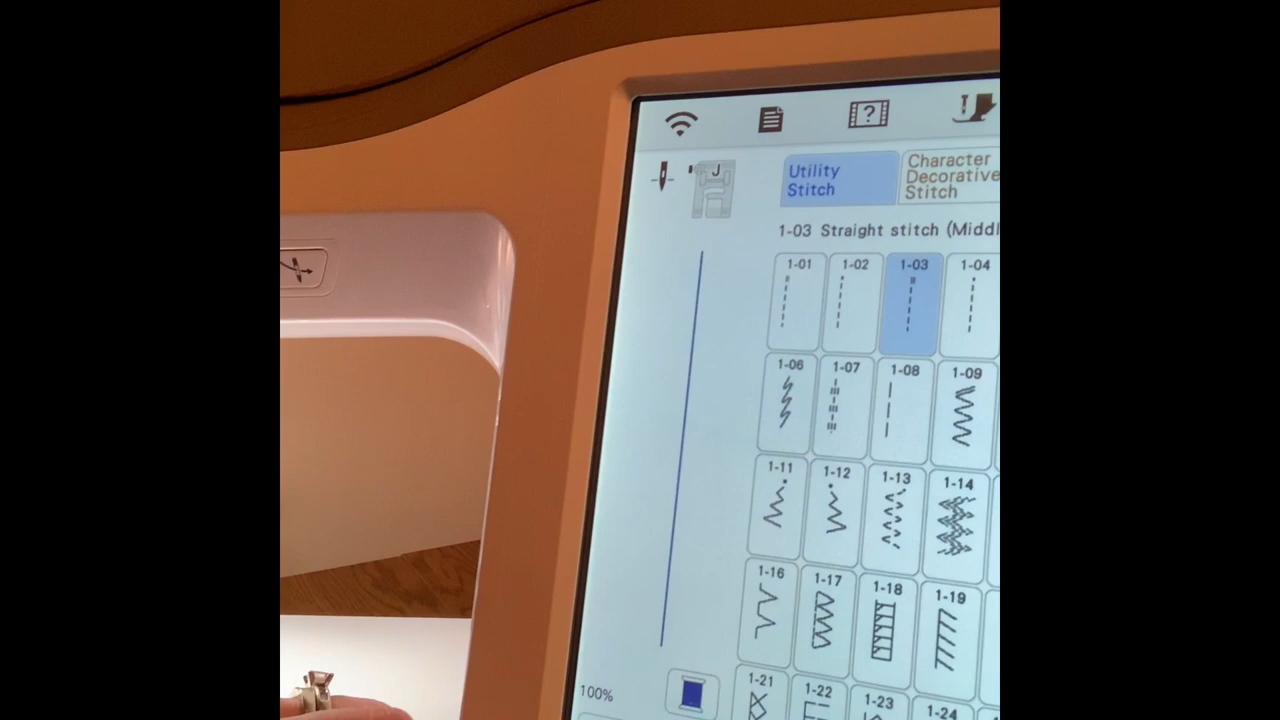 ?
J
Utility
Stitch
Character
Decorative
Stitch
1-03 Straight stitch (Middl
1-01 1-02 1-03 1-04
1-06 1-07 1-08 1-09
1-11 1-12 1-13 1-14
1-16 1-17 1-18 1-19
1-21 1-22 1-23 1-24
100%